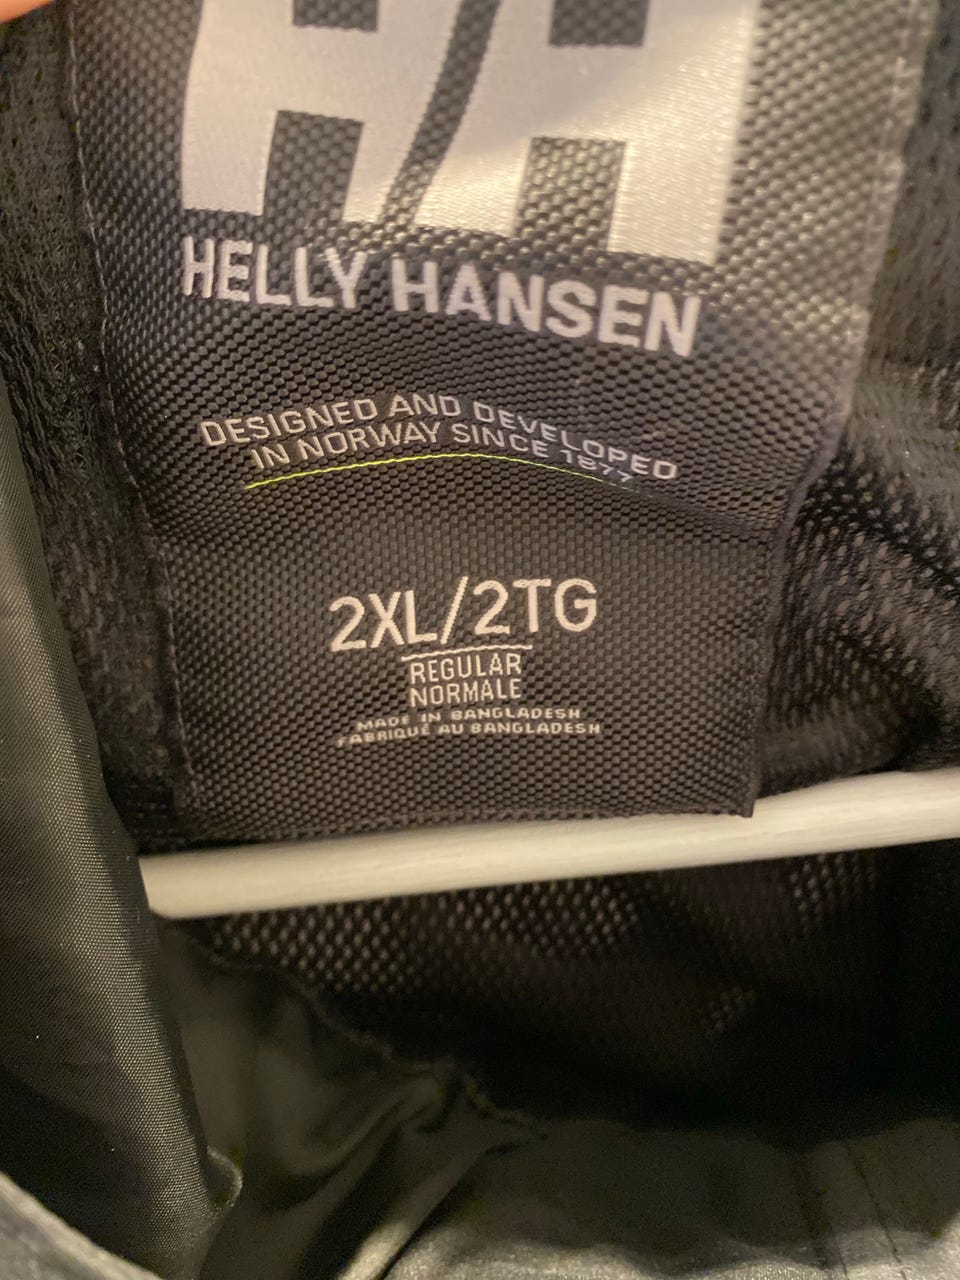 HH
HELLY HANSEN
DESIGNED AND DEVELOPED
IN NORWAY SINCE 1877
2XL/2TG
REGULAR
NORMALE
MADE IN BANGLADESH
FABRIQUÉ AU BANGLADESH